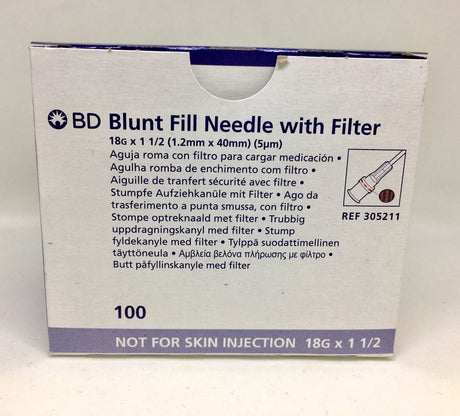 BD Blunt Fill Needle with Filter
18G x 1 1/2 (1.2mm x 40mm) (5µm)
Aguja roma con filtro para cargar medicación •
Agulha romba de enchimento com filtro •
Aiguille de tranfert sécurité avec filtre •
Stumpfe Aufziehkanüle mit Filter • Ago da
trasferimento a punta smussa, con filtro •
Stompe optreknaald met filter • Trubbig
uppdragningskanyl med filter • Stump
fyldekanyle med filter • Tylppä suodattimellinen
täyttöneula • Αμβλεία βελόνα πλήρωσης με φίλτρο •
Butt påfyllinskanyle med filter
REF 305211
100
NOT FOR SKIN INJECTION 18G x 1 1/2